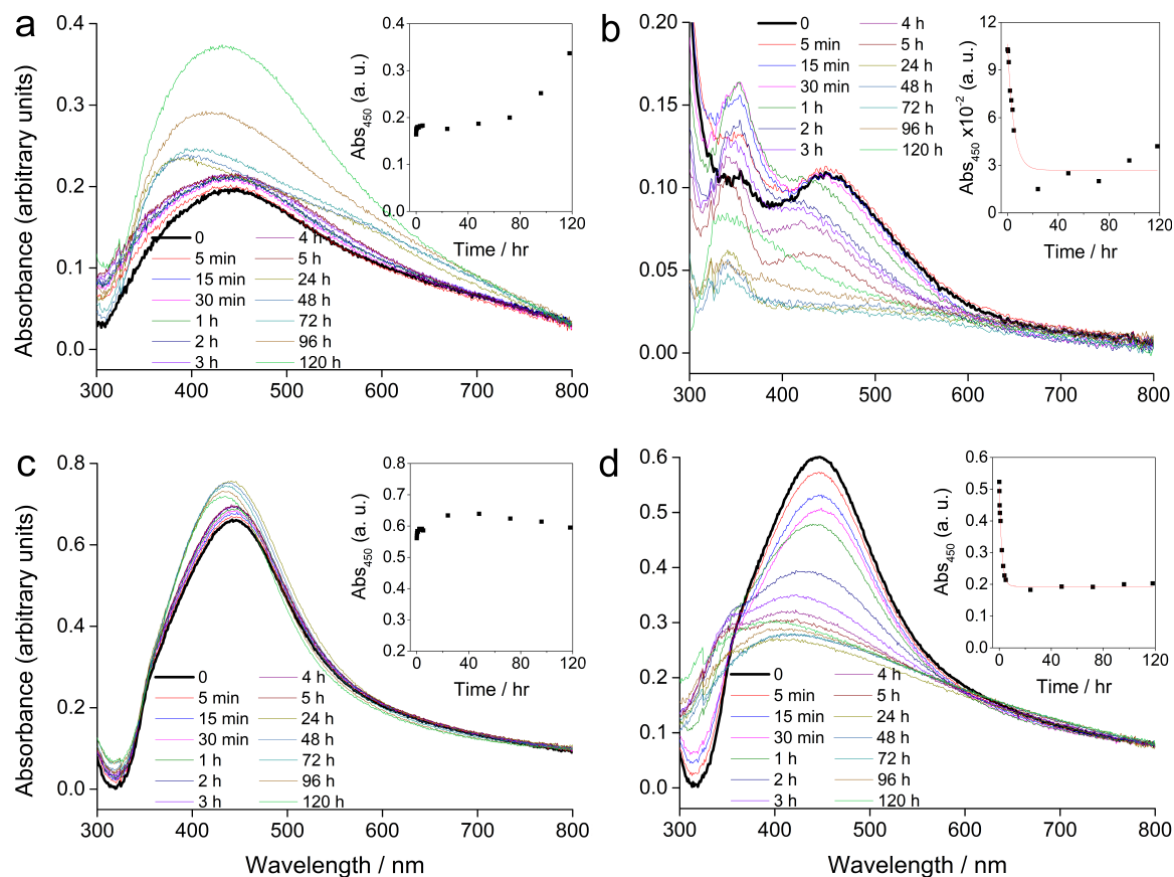 a
Absorbance (arbitrary units)
0.4
0.3
0.2
0.1
0.0
300 400 500 600 700 800
0 4 h
5 min 5 h
15 min 24 h
30 min 48 h
1 h 72 h
2 h 96 h
3 h 120 h
Abs450 (a. u.)
0.4
0.3
0.2
0.1
0.0
0 40 80 120
Time / hr
b
0.20
0.15
0.10
0.05
0.00
300 400 500 600 700 800
0 4 h
5 min 5 h
15 min 24 h
30 min 48 h
1 h 72 h
2 h 96 h
3 h 120 h
Abs450 x10⁻² (a. u.)
12
9
6
3
0
0 40 80 120
Time / hr
c
Absorbance (arbitrary units)
0.8
0.6
0.4
0.2
0.0
300 400 500 600 700 800
Wavelength / nm
0 4 h
5 min 5 h
15 min 24 h
30 min 48 h
1 h 72 h
2 h 96 h
3 h 120 h
Abs450 (a. u.)
0.8
0.7
0.6
0.5
0.4
0.3
0.2
0 40 80 120
Time / hr
d
0.6
0.5
0.4
0.3
0.2
0.1
0.0
300 400 500 600 700 800
Wavelength / nm
0 4 h
5 min 5 h
15 min 24 h
30 min 48 h
1 h 72 h
2 h 96 h
3 h 120 h
Abs450 (a. u.)
0.6
0.5
0.4
0.3
0.2
0.1
0.0
0 40 80 120
Time / hr